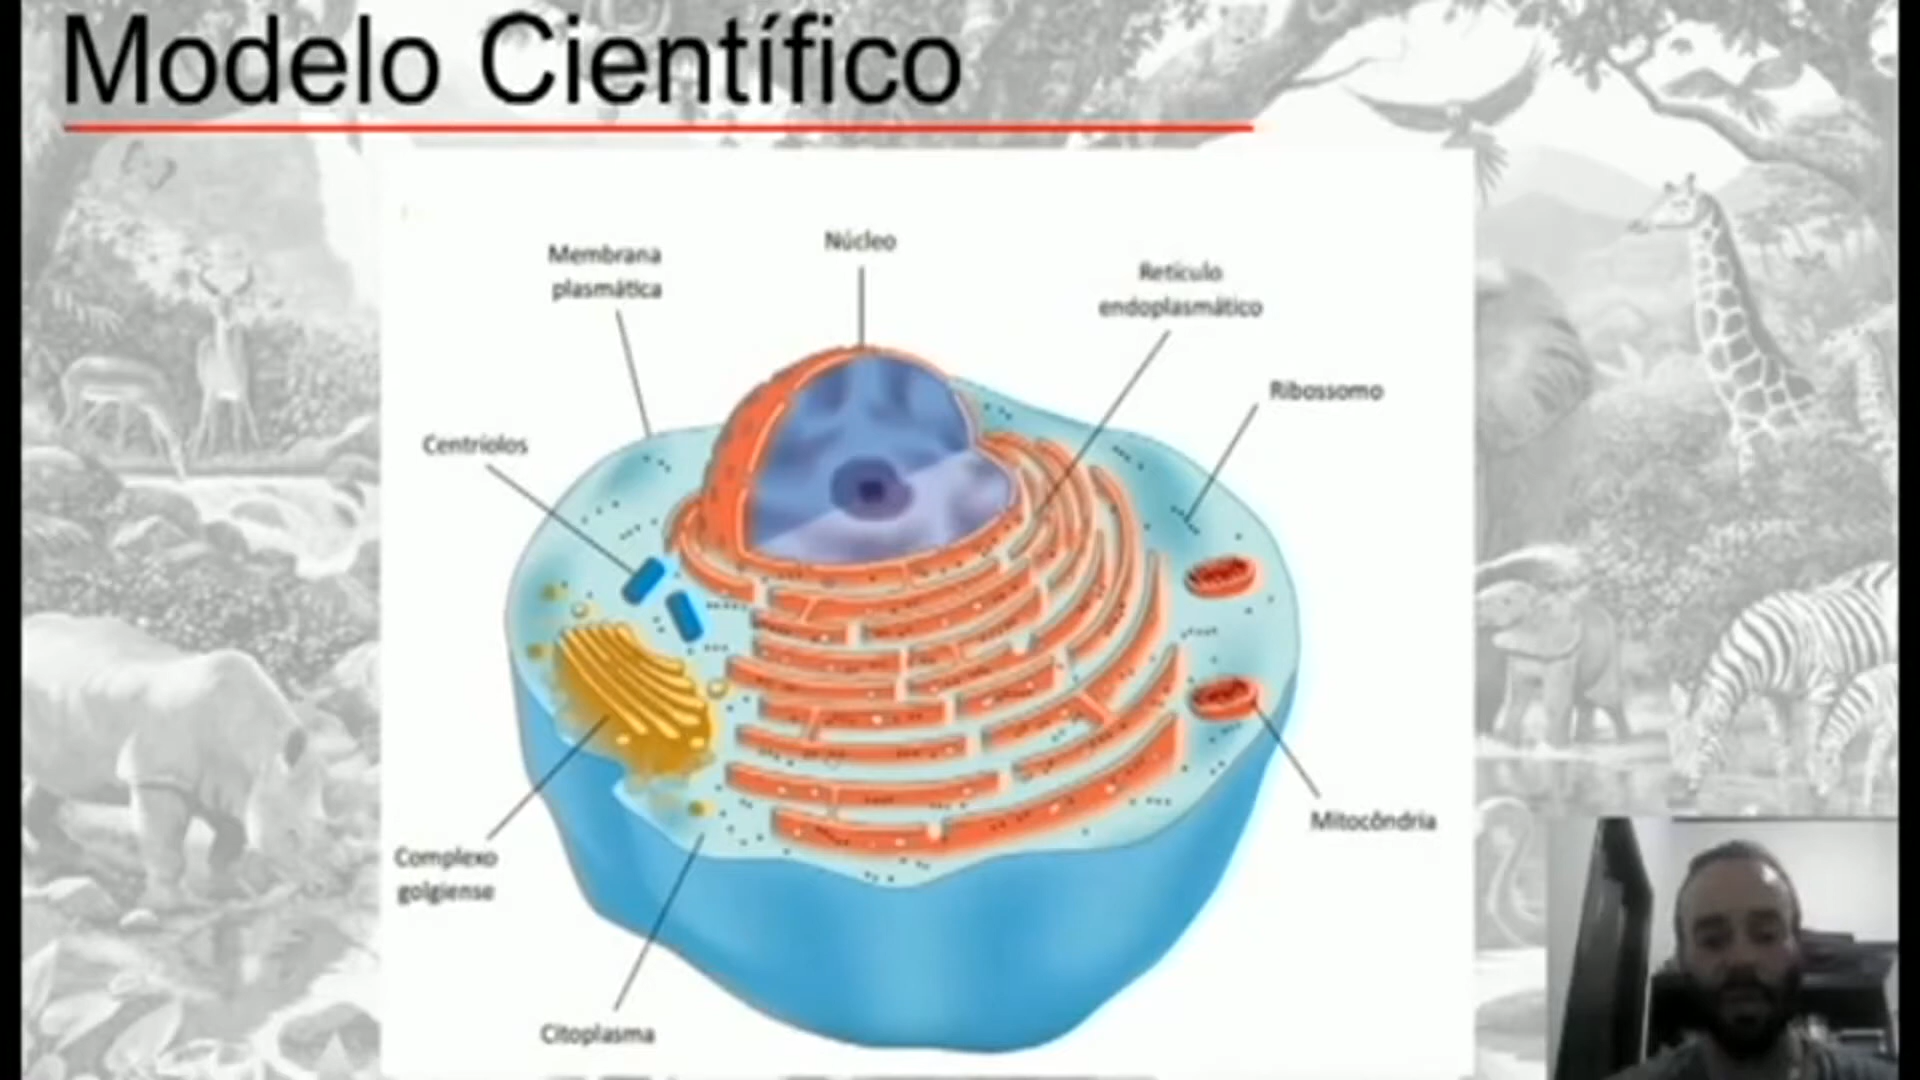 Modelo Científico
Membrana
plasmática
Núcleo
Retículo
endoplasmático
Ribossomo
Centríolos
Mitocôndria
Complexo
golgiense
Citoplasma